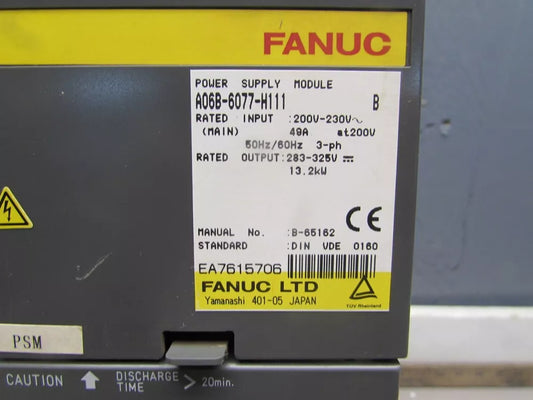 FANUC
POWER SUPPLY MODULE
A06B-6077-H111 B
RATED INPUT :200V-230V~
(MAIN) 49A at200V
50Hz/60Hz 3-ph
RATED OUTPUT:283-325V ⎓
13.2kW
MANUAL No. :B-65162
STANDARD :DIN VDE 0160
CE
EA7615706
FANUC LTD
Yamanashi 401-05 JAPAN
TÜV Rheinland
PSM
CAUTION ⬆ DISCHARGE TIME > 20min.